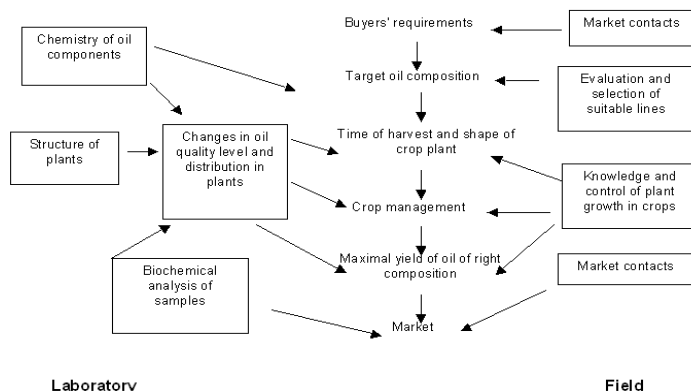 Buyers' requirements
Market contacts
Chemistry of oil
components
Target oil composition
Evaluation and
selection of
suitable lines
Structure of
plants
Changes in oil
quality level and
distribution in
plants
Time of harvest and shape of
crop plant
Knowledge and
control of plant
growth in crops
Crop management
Biochemical
analysis of
samples
Maximal yield of oil of right
composition
Market contacts
Market
Laboratory
Field